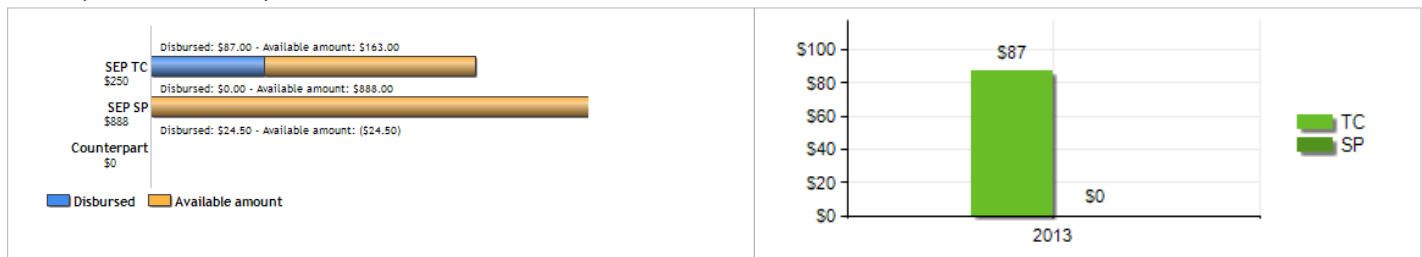 Disbursed: $87.00 - Available amount: $163.00
SEP TC
$250
Disbursed: $0.00 - Available amount: $888.00
SEP SP
$888
Disbursed: $24.50 - Available amount: ($24.50)
Counterpart
$0
Disbursed Available amount
$100
$87
$80
$60
TC
$40
SP
$20
$0
$0
2013